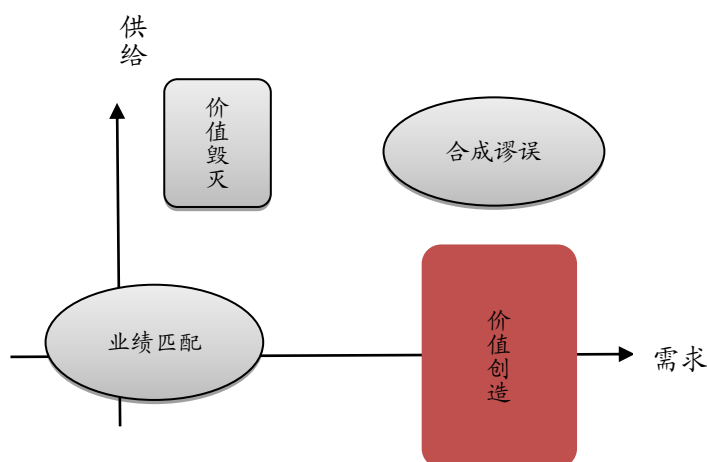 供给
价值毁灭
合成谬误
业绩匹配
价值创造
需求